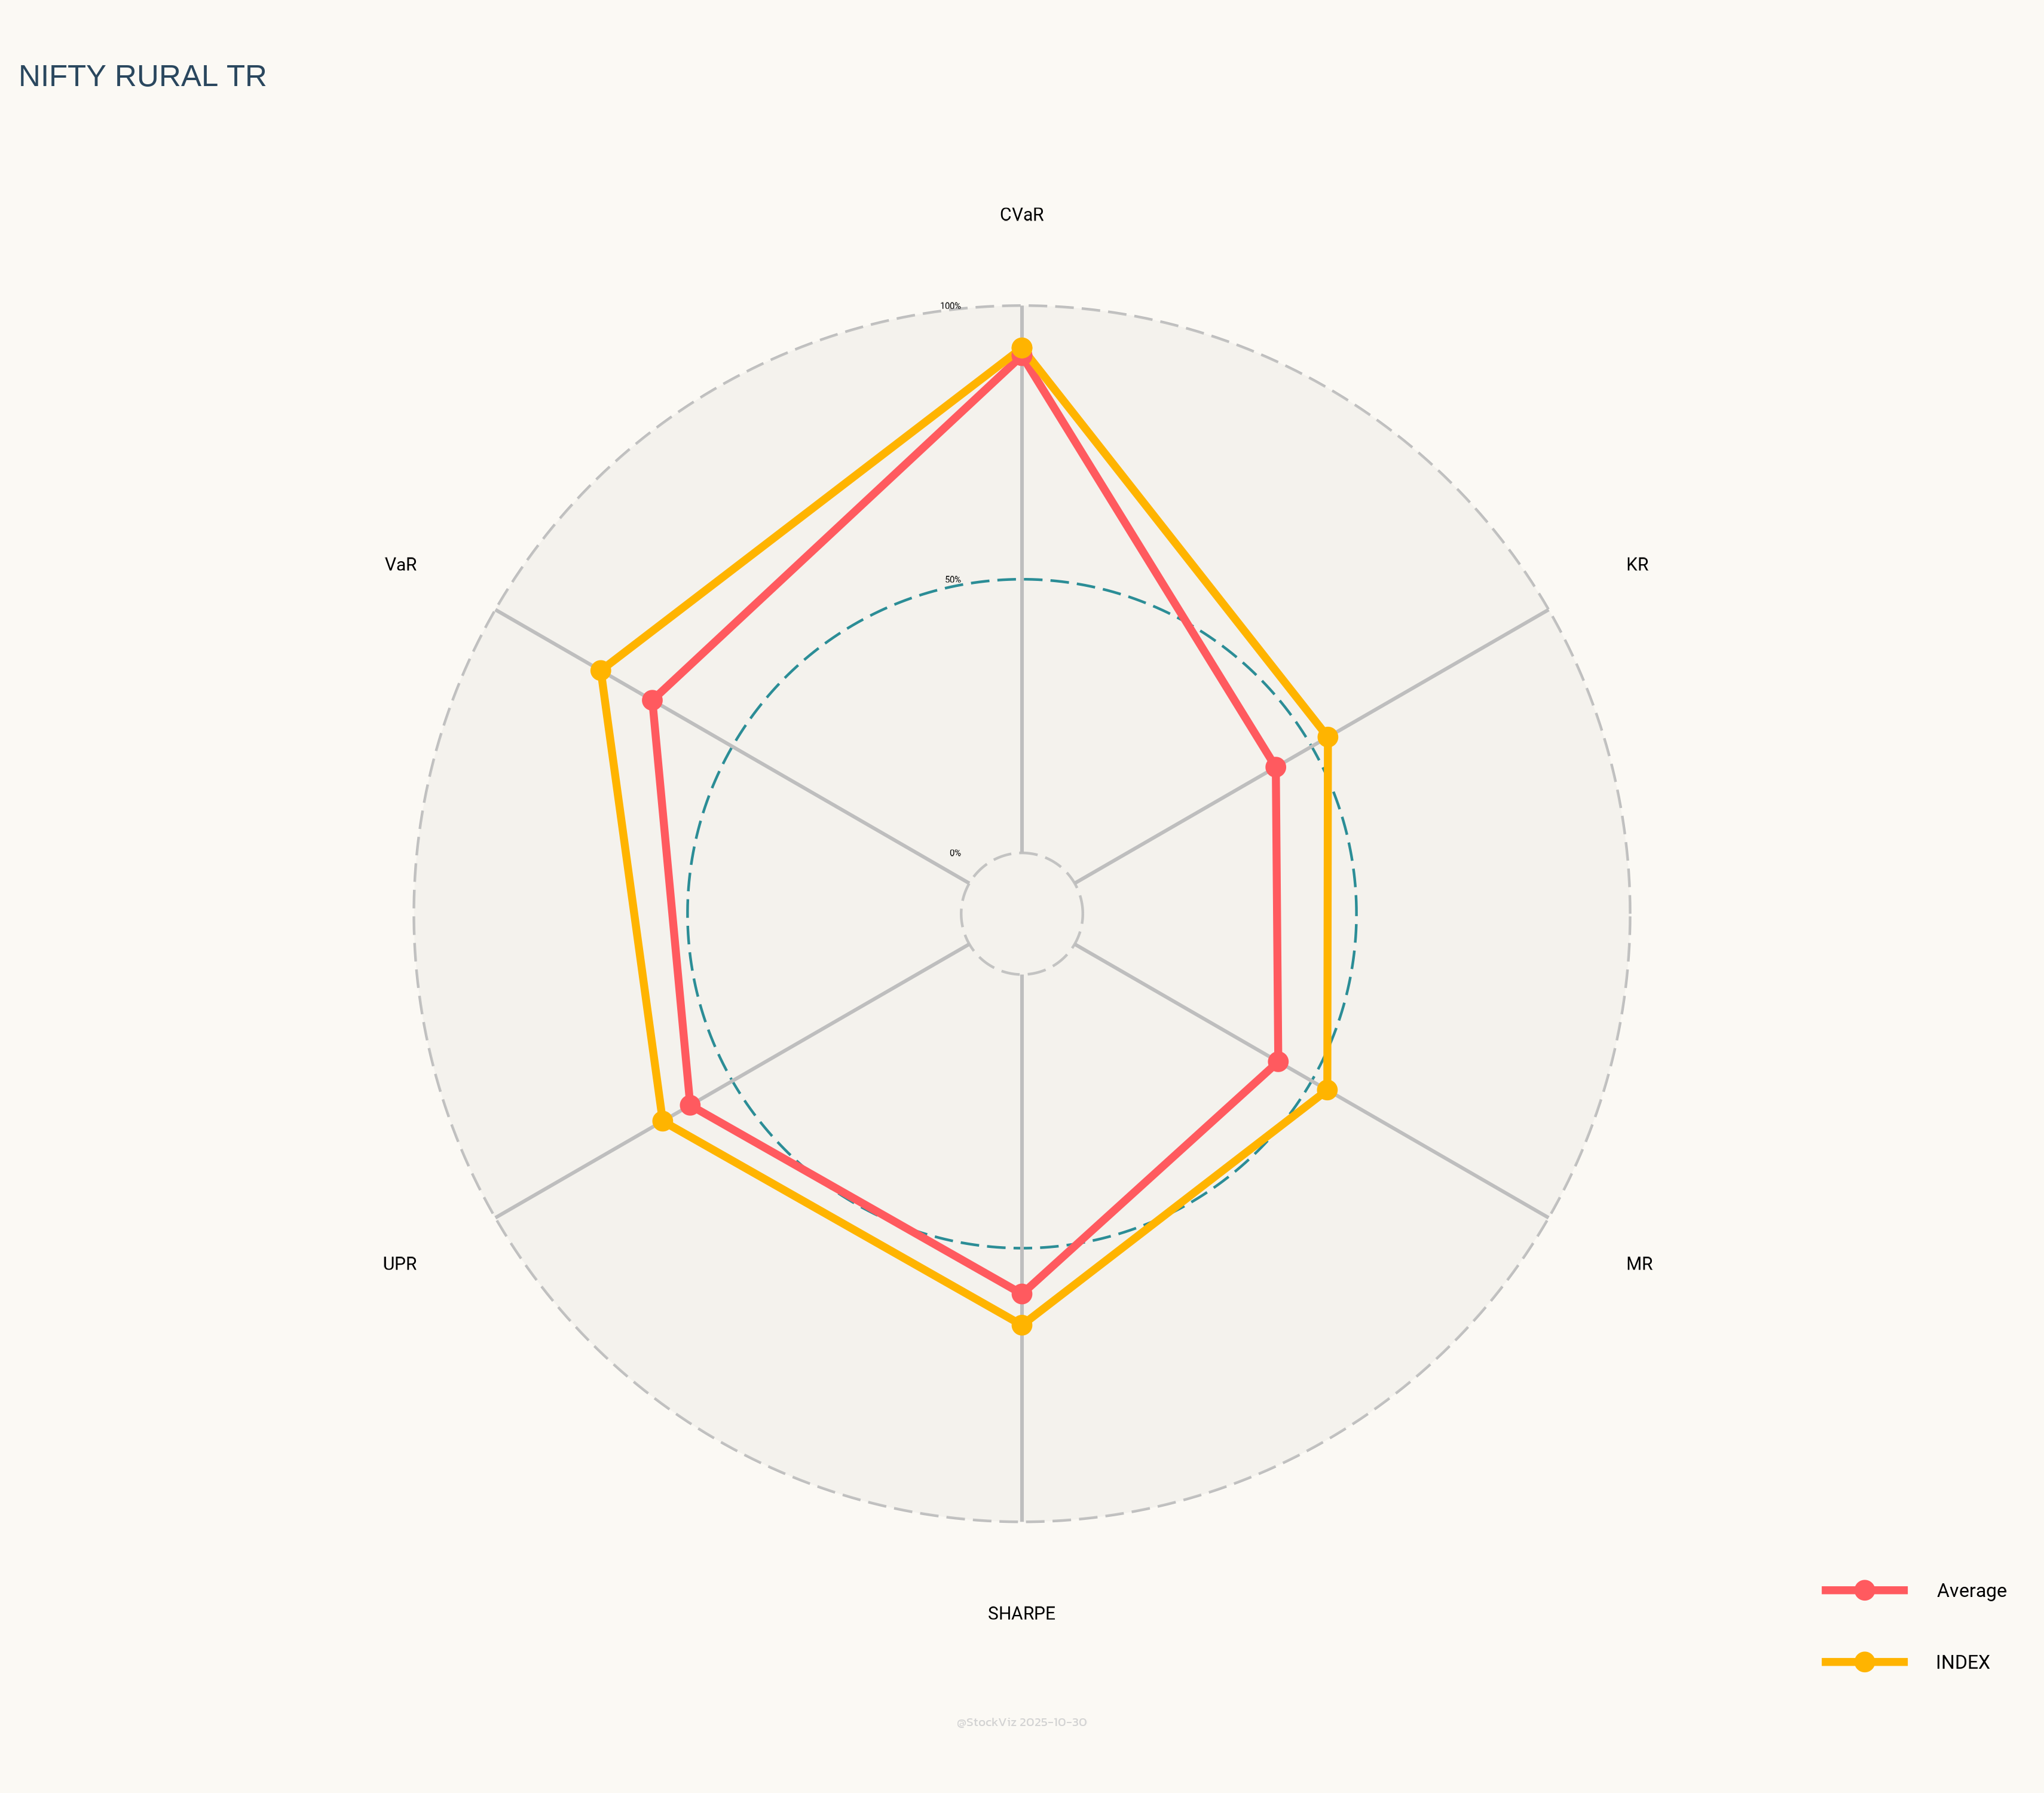 NIFTY RURAL TR
CVaR
100%
VaR
KR
50%
0%
UPR
MR
SHARPE
Average
INDEX
@StockViz 2025-10-30